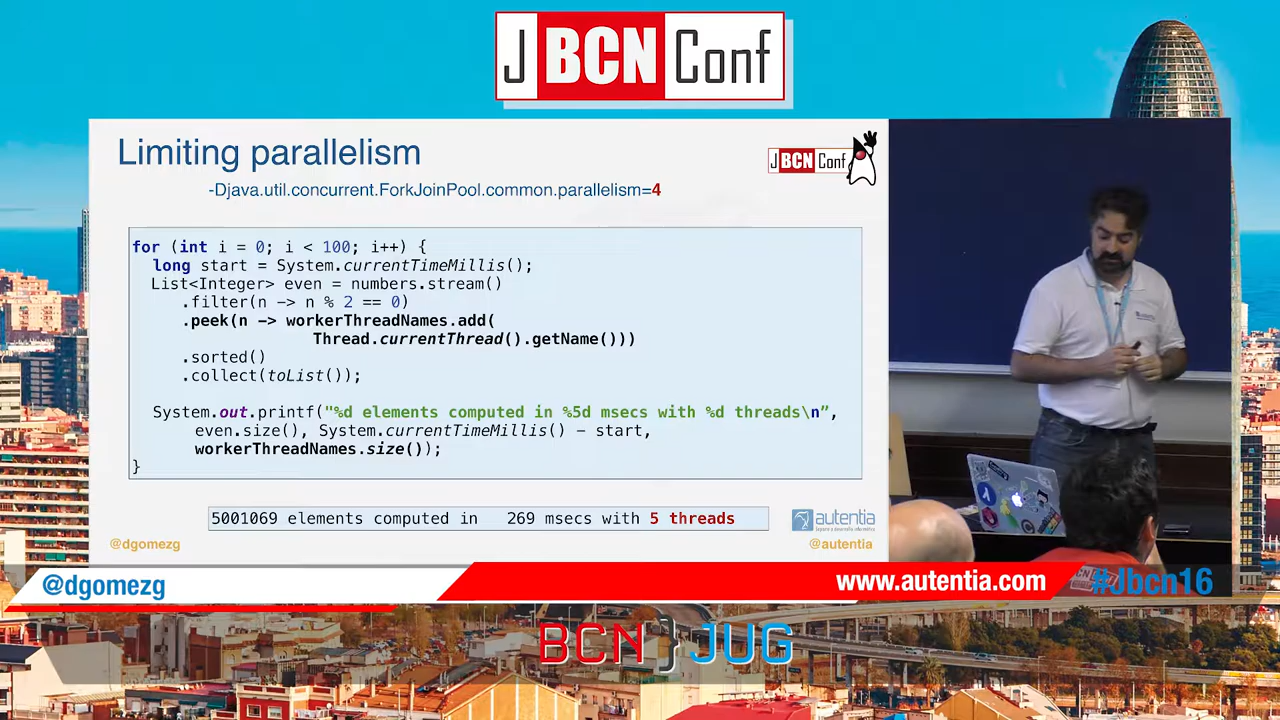 J BCN Conf
Limiting parallelism
J BCN Conf
-Djava.util.concurrent.ForkJoinPool.common.parallelism=4
for (int i = 0; i < 100; i++) {
long start = System.currentTimeMillis();
List<Integer> even = numbers.stream()
.filter(n -> n % 2 == 0)
.peek(n -> workerThreadNames.add(
Thread.currentThread().getName()))
.sorted()
.collect(toList());
System.out.printf("%d elements computed in %5d msecs with %d threads\n”,
even.size(), System.currentTimeMillis() - start,
workerThreadNames.size());
}
5001069 elements computed in 269 msecs with 5 threads
autentia
@dgomezg
@autentia
@dgomezg
www.autentia.com
#Jbcn16
BCN JUG